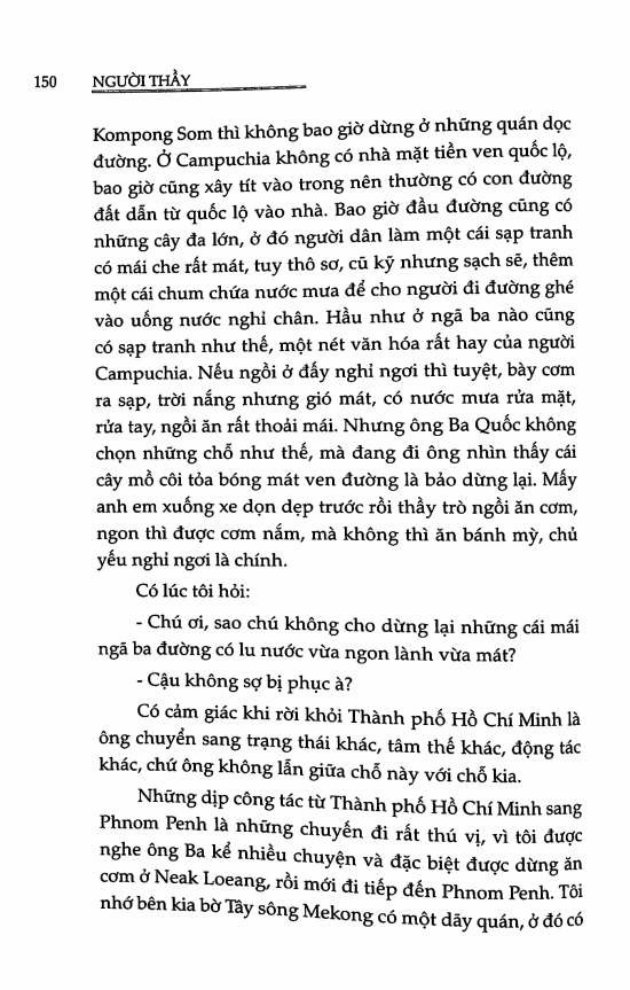 150 NGƯỜI THẦY
Kompong Som thì không bao giờ dừng ở những quán dọc
đường. Ở Campuchia không có nhà mặt tiền ven quốc lộ,
bao giờ cũng xây tít vào trong nên thường có con đường
đất dẫn từ quốc lộ vào nhà. Bao giờ đầu đường cũng có
những cây đa lớn, ở đó người dân làm một cái sạp tranh
có mái che rất mát, tuy thô sơ, cũ kỹ nhưng sạch sẽ, thêm
một cái chum chứa nước mưa để cho người đi đường ghé
vào uống nước nghỉ chân. Hầu như ở ngã ba nào cũng
có sạp tranh như thế, một nét văn hóa rất hay của người
Campuchia. Nếu ngồi ở đấy nghỉ ngơi thì tuyệt, bày cơm
ra sạp, trời nắng nhưng gió mát, có nước mưa rửa mặt,
rửa tay, ngồi ăn rất thoải mái. Nhưng ông Ba Quốc không
chọn những chỗ như thế, mà đang đi ông nhìn thấy cái
cây mồ côi tỏa bóng mát ven đường là bảo dừng lại. Mấy
anh em xuống xe dọn dẹp trước rồi thầy trò ngồi ăn cơm,
ngon thì được cơm nắm, mà không thì ăn bánh mỳ, chủ
yếu nghỉ ngơi là chính.
Có lúc tôi hỏi:
- Chú ơi, sao chú không cho dừng lại những cái mái
ngã ba đường có lu nước vừa ngon lành vừa mát?
- Cậu không sợ bị phục à?
Có cảm giác khi rời khỏi Thành phố Hồ Chí Minh là
ông chuyển sang trạng thái khác, tâm thế khác, động tác
khác, chứ ông không lẫn giữa chỗ này với chỗ kia.
Những dịp công tác từ Thành phố Hồ Chí Minh sang
Phnom Penh là những chuyến đi rất thú vị, vì tôi được
nghe ông Ba kể nhiều chuyện và đặc biệt được dừng ăn
cơm ở Neak Loeang, rồi mới đi tiếp đến Phnom Penh. Tôi
nhớ bên kia bờ Tây sông Mekong có một dãy quán, ở đó có